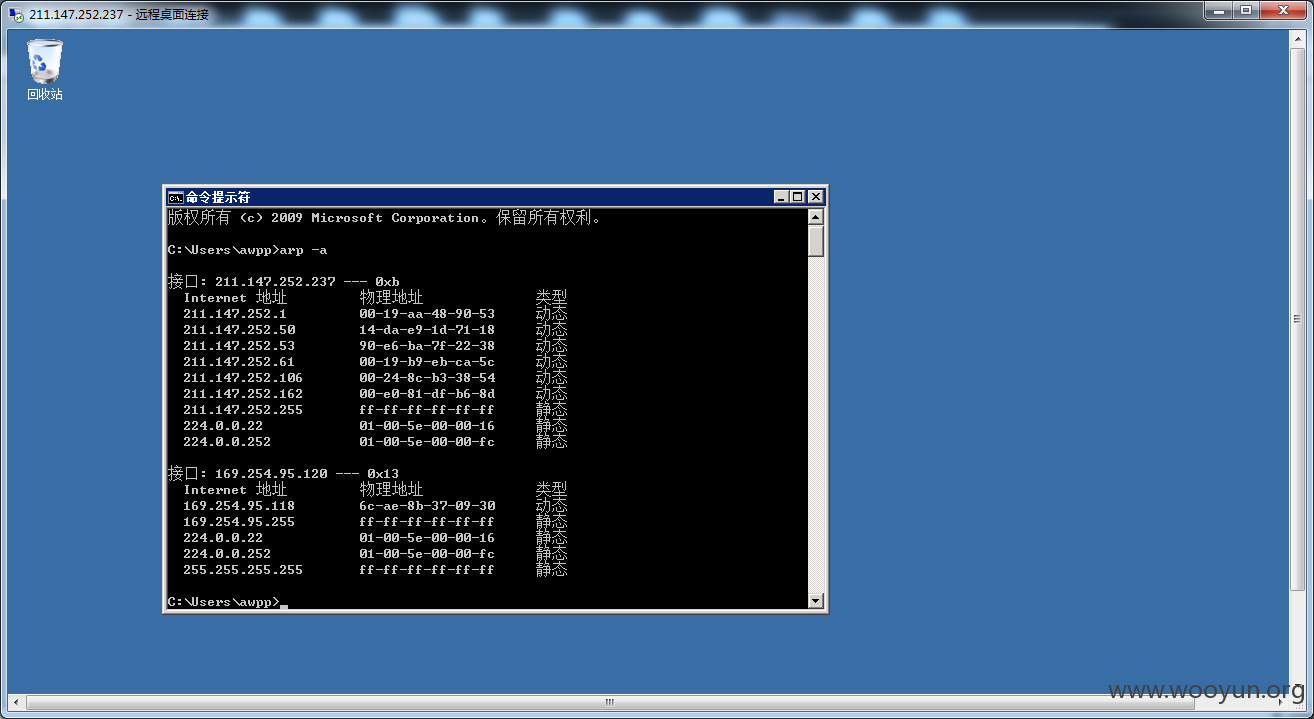 211.147.252.237 - 远程桌面连接
回收站
命令提示符
版权所有 (c) 2009 Microsoft Corporation。保留所有权利。
C:\Users\awpp>arp -a
接口: 211.147.252.237 --- 0xb
Internet 地址 物理地址 类型
211.147.252.1 00-19-aa-48-90-53 动态
211.147.252.50 14-da-e9-1d-71-18 动态
211.147.252.53 90-e6-ba-7f-22-38 动态
211.147.252.61 00-19-b9-eb-ca-5c 动态
211.147.252.106 00-24-8c-b3-38-54 动态
211.147.252.162 00-e0-81-df-b6-8d 动态
211.147.252.255 ff-ff-ff-ff-ff-ff 静态
224.0.0.22 01-00-5e-00-00-16 静态
224.0.0.252 01-00-5e-00-00-fc 静态
接口: 169.254.95.120 --- 0x13
Internet 地址 物理地址 类型
169.254.95.118 6c-ae-8b-37-09-30 动态
169.254.95.255 ff-ff-ff-ff-ff-ff 静态
224.0.0.22 01-00-5e-00-00-16 静态
224.0.0.252 01-00-5e-00-00-fc 静态
255.255.255.255 ff-ff-ff-ff-ff-ff 静态
C:\Users\awpp>
www.wooyun.org